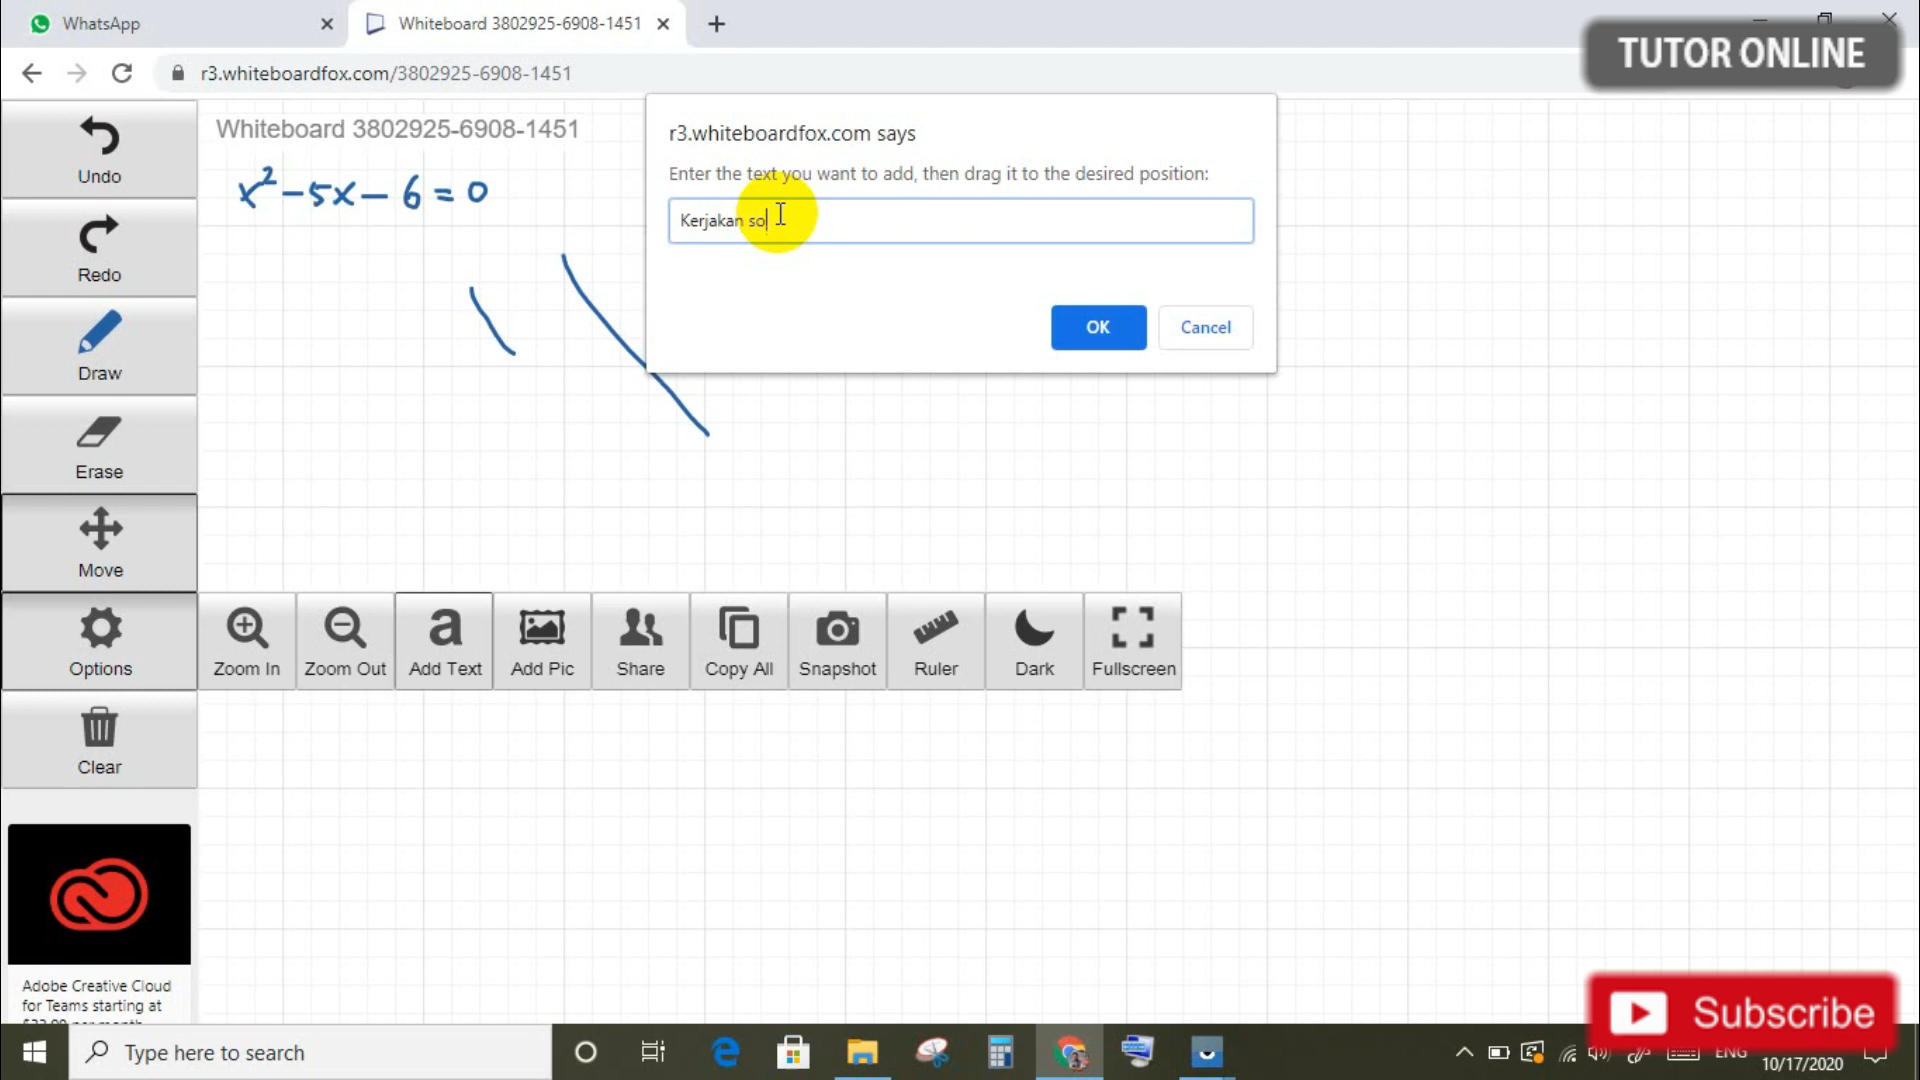 WhatsApp
Whiteboard 3802925-6908-1451
TUTOR ONLINE
r3.whiteboardfox.com/3802925-6908-1451
Undo
Redo
Draw
Erase
Move
Options
Clear
Whiteboard 3802925-6908-1451
x²-5x-6=0
r3.whiteboardfox.com says
Enter the text you want to add, then drag it to the desired position:
Kerjakan so
OK
Cancel
Zoom In
Zoom Out
a
Add Text
Add Pic
Share
Copy All
Snapshot
Ruler
Dark
Fullscreen
Adobe Creative Cloud
for Teams starting at
Subscribe
Type here to search
ENG
10/17/2020